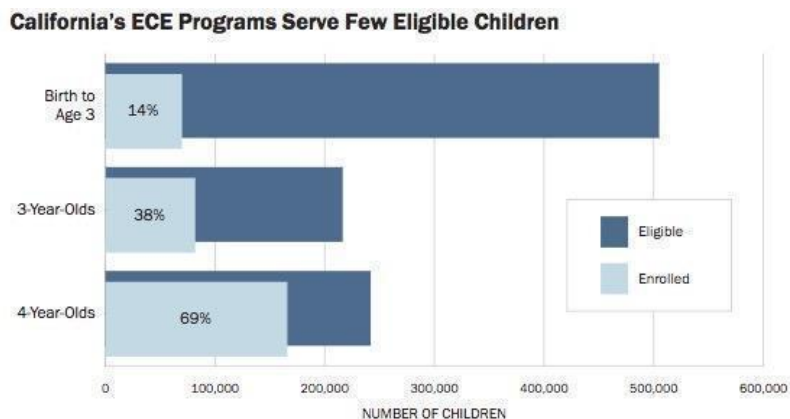 California's ECE Programs Serve Few Eligible Children
Birth to
Age 3
14%
3-Year-Olds
38%
4-Year-Olds
69%
Eligible
Enrolled
0 100,000 200,000 300,000 400,000 500,000 600,000
NUMBER OF CHILDREN